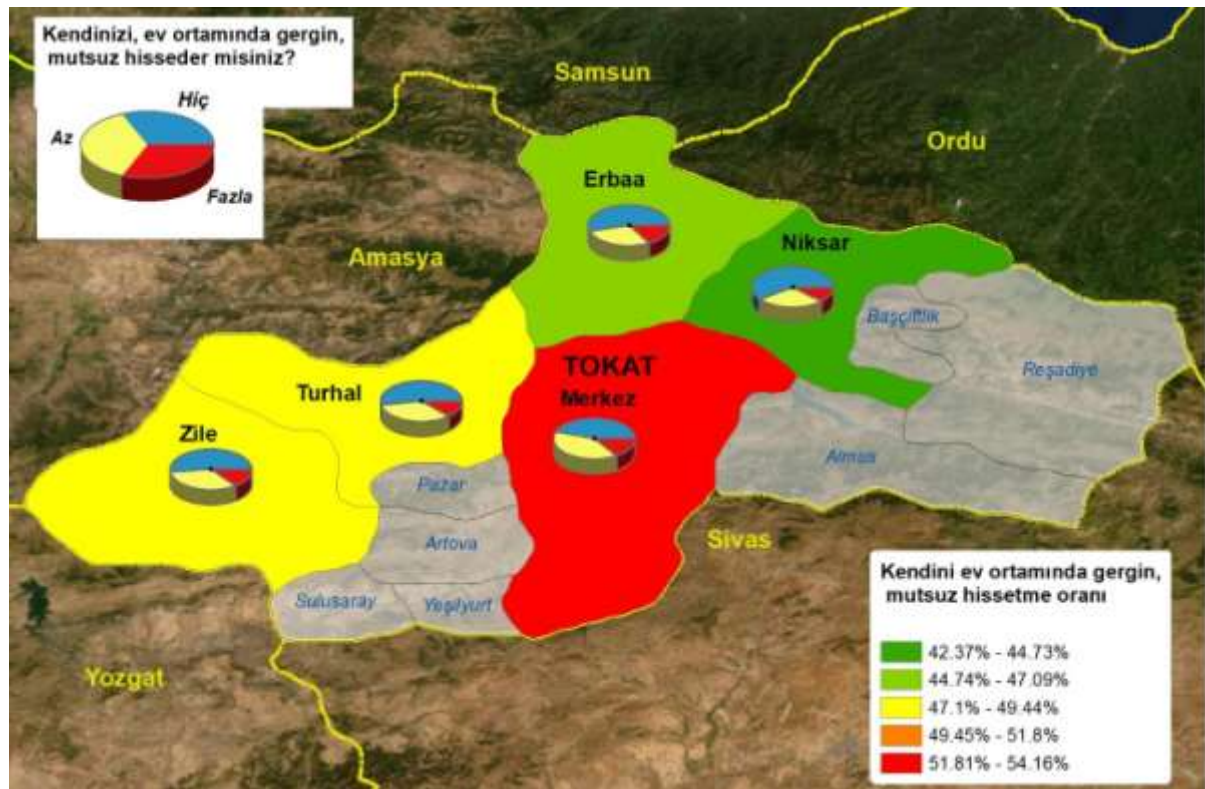 Kendinizi, ev ortamında gergin,
mutsuz hisseder misiniz?
Hiç
Az
Fazla
Samsun
Ordu
Erbaa
Niksar
Amasya
Başçiftlik
Reşadiye
TOKAT
Merkez
Turhal
Zile
Almus
Pazar
Artova
Sivas
Sulusaray
Yeşilyurt
Yozgat
Kendini ev ortamında gergin,
mutsuz hissetme oranı
42.37% - 44.73%
44.74% - 47.09%
47.1% - 49.44%
49.45% - 51.8%
51.81% - 54.16%